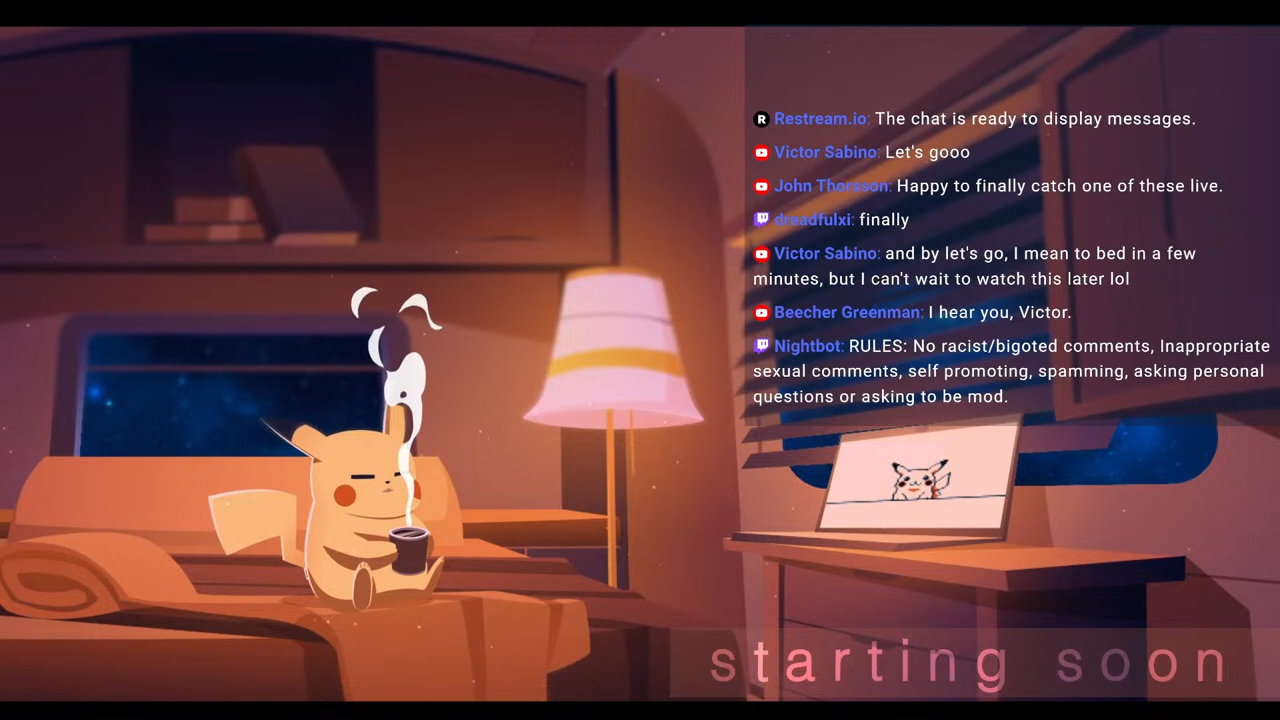 Restream.io: The chat is ready to display messages.
Victor Sabino: Let's gooo
John Thorsson: Happy to finally catch one of these live.
dreadfulxi: finally
Victor Sabino: and by let's go, I mean to bed in a few
minutes, but I can't wait to watch this later lol
Beecher Greenman: I hear you, Victor.
Nightbot: RULES: No racist/bigoted comments, Inappropriate
sexual comments, self promoting, spamming, asking personal
questions or asking to be mod.
starting soon